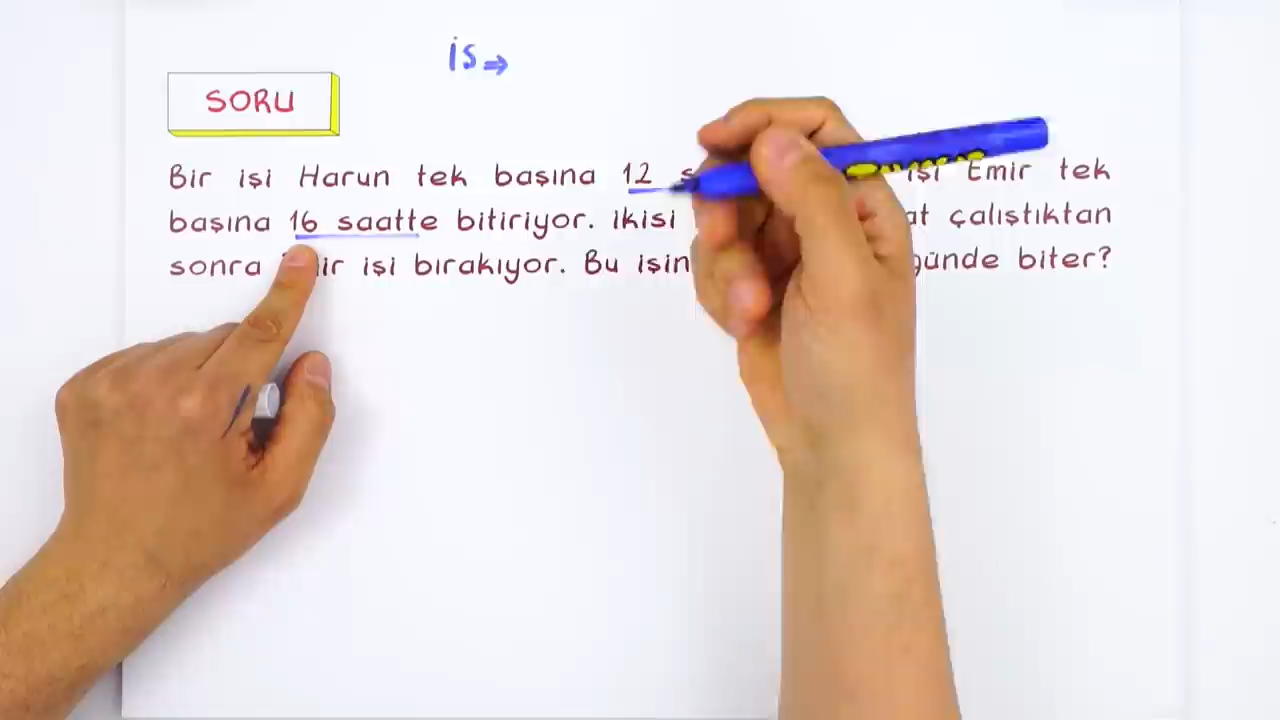 İS ⇒
SORU
Bir işi Harun tek başına 12 işi Emir tek
başına 16 saatte bitiriyor. İkisi çalıştıktan
sonra işi bırakıyor. Bu işin günde biter?